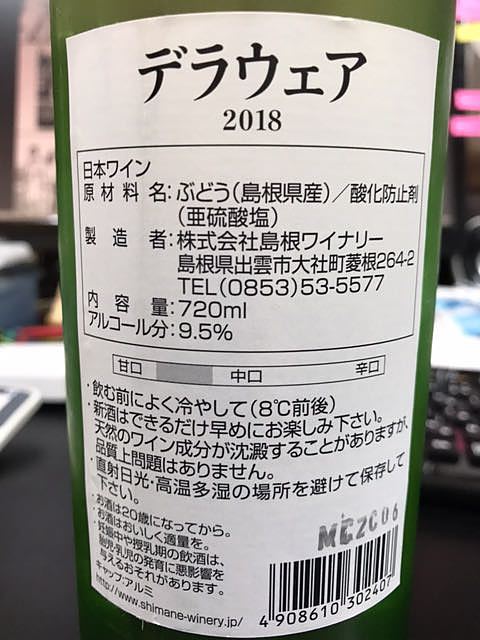 デラウェア
2018
日本ワイン
原材料名:ぶどう(島根県産)/酸化防止剤
(亜硫酸塩)
製造者:株式会社島根ワイナリー
島根県出雲市大社町菱根264-2
TEL(0853)53-5577
内容量:720ml
アルコール分:9.5%
甘口 中口 辛口
・飲む前によく冷やして(8℃前後)
・新酒はできるだけ早めにお楽しみ下さい。
天然のワイン成分が沈澱することがありますが、
品質上問題はありません。
・直射日光・高温多湿の場所を避けて保存して
下さい。
・お酒は20歳になってから。
・お酒はおいしく適量を。
・妊娠中や授乳期の飲酒は、
胎児・乳児の発育に悪影響を
与えるおそれがあります。
キャップ:アルミ
http://www.shimane-winery.jp/
MCZC06
4 908610 302407